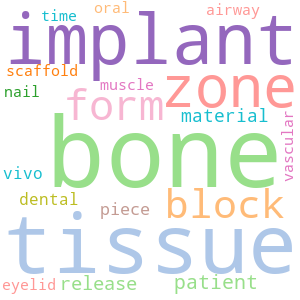 time oral airway
implant
scaffold muscle zone
nail form material
vivo bone vascular
dental piece block
tissue
eyelid release patient